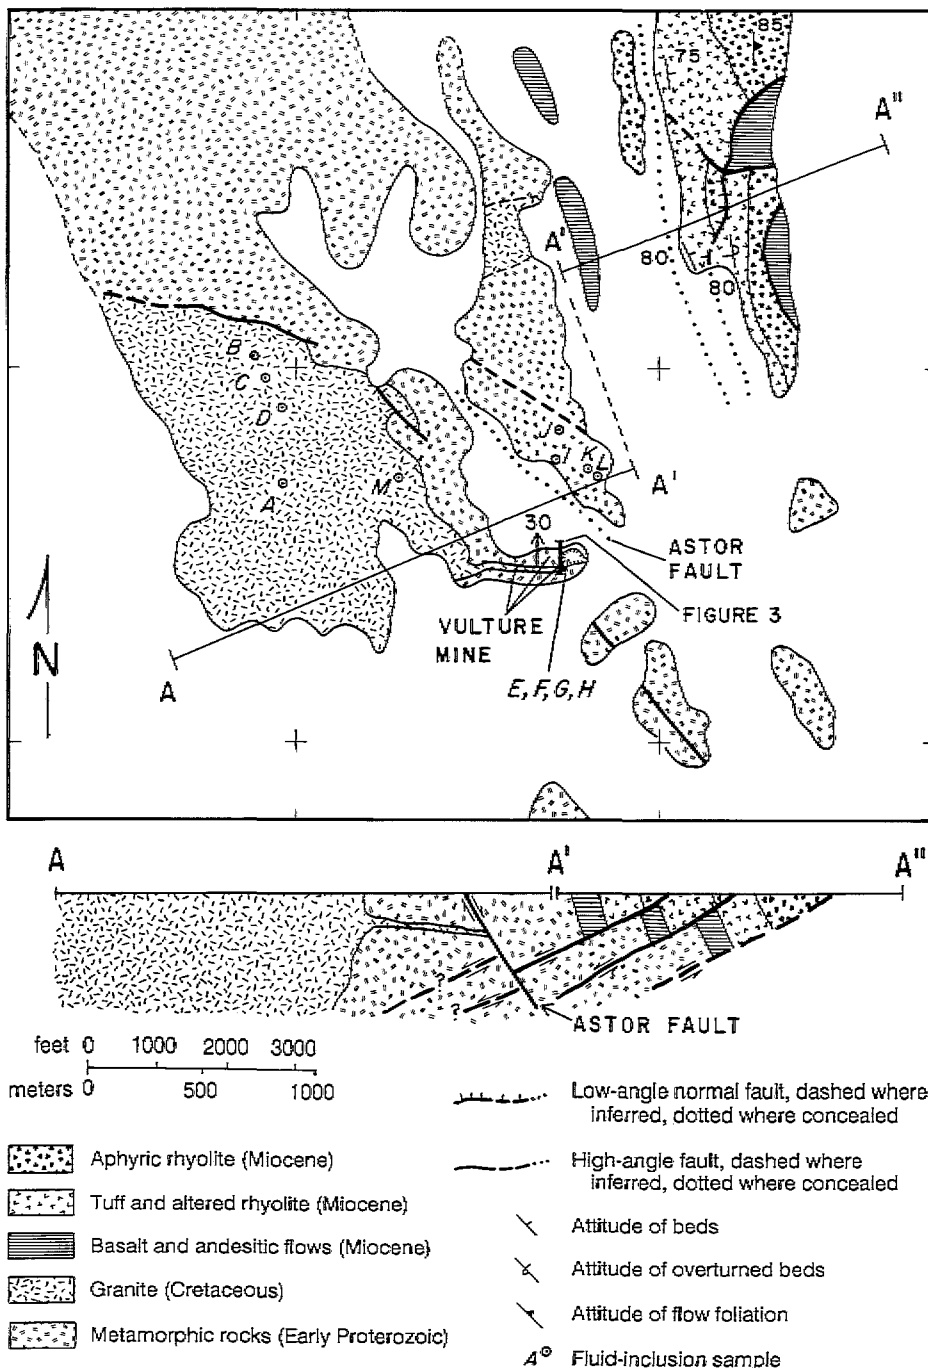 85
75
A"
A'
80
80
B
C
D
J
I
K
L
A
M
A'
30
ASTOR
FAULT
FIGURE 3
VULTURE
MINE
N
A
E, F, G, H
A
A'
A"
?
?
ASTOR FAULT
feet 0 1000 2000 3000
meters 0 500 1000
Low-angle normal fault, dashed where
inferred, dotted where concealed
High-angle fault, dashed where
inferred, dotted where concealed
Attitude of beds
Attitude of overturned beds
Attitude of flow foliation
A Fluid-inclusion sample
Aphyric rhyolite (Miocene)
Tuff and altered rhyolite (Miocene)
Basalt and andesitic flows (Miocene)
Granite (Cretaceous)
Metamorphic rocks (Early Proterozoic)